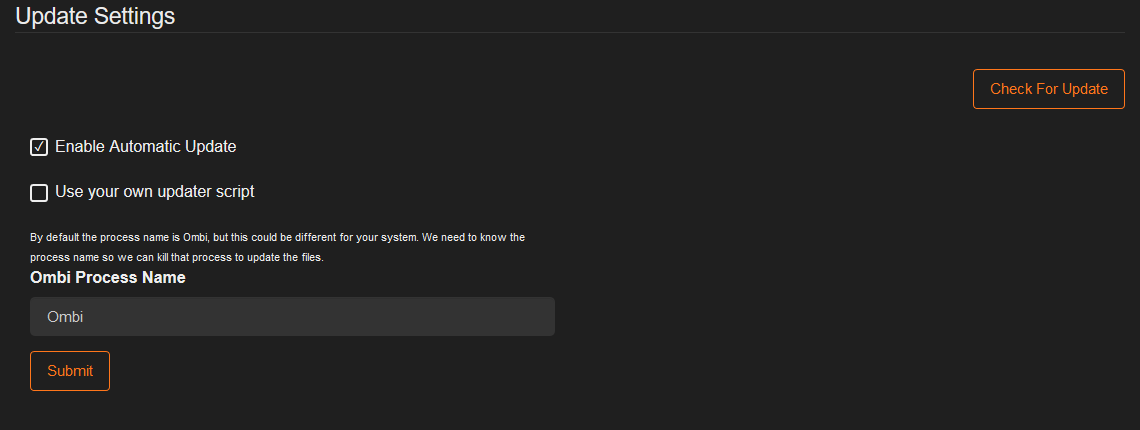 Update Settings
Check For Update
Enable Automatic Update
Use your own updater script
By default the process name is Ombi, but this could be different for your system. We need to know the
process name so we can kill that process to update the files.
Ombi Process Name
Ombi
Submit